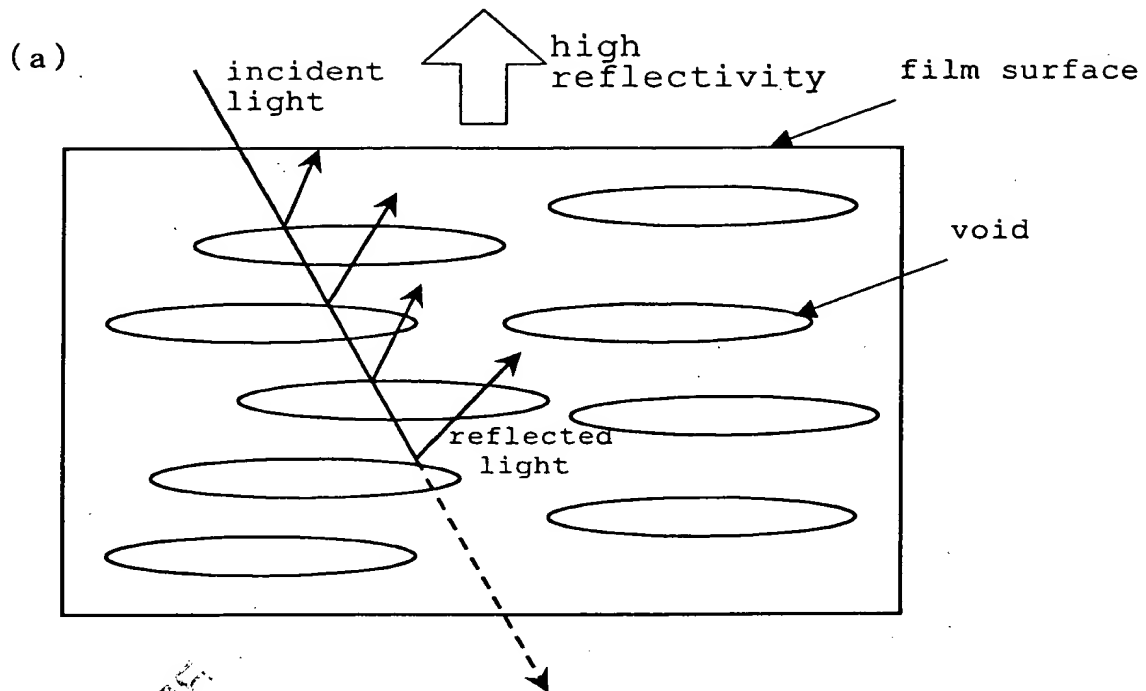 (a)
incident
light
high
reflectivity
film surface
void
reflected
light